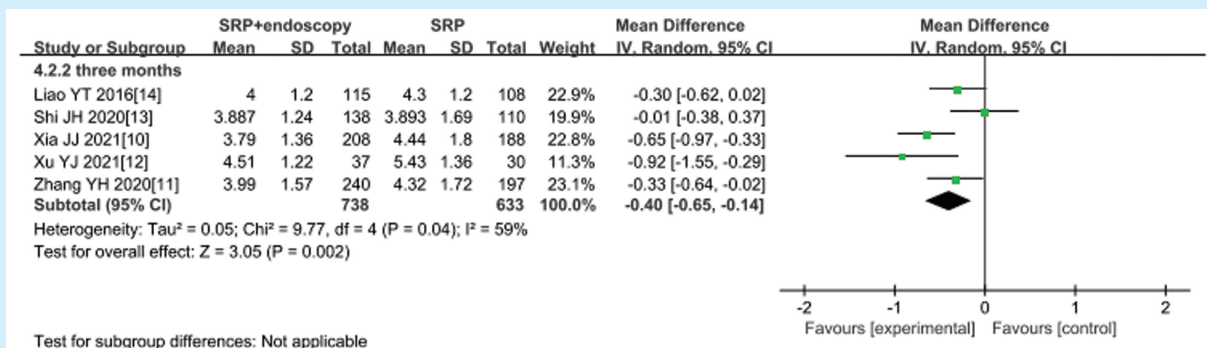 SRP+endoscopy SRP Mean Difference Mean Difference
Study or Subgroup Mean SD Total Mean SD Total Weight IV, Random, 95% CI IV, Random, 95% CI
4.2.2 three months
Liao YT 2016[14] 4 1.2 115 4.3 1.2 108 22.9% -0.30 [-0.62, 0.02]
Shi JH 2020[13] 3.887 1.24 138 3.893 1.69 110 19.9% -0.01 [-0.38, 0.37]
Xia JJ 2021[10] 3.79 1.36 208 4.44 1.8 188 22.8% -0.65 [-0.97, -0.33]
Xu YJ 2021[12] 4.51 1.22 37 5.43 1.36 30 11.3% -0.92 [-1.55, -0.29]
Zhang YH 2020[11] 3.99 1.57 240 4.32 1.72 197 23.1% -0.33 [-0.64, -0.02]
Subtotal (95% CI) 738 633 100.0% -0.40 [-0.65, -0.14]
Heterogeneity: Tau² = 0.05; Chi² = 9.77, df = 4 (P = 0.04); I² = 59%
Test for overall effect: Z = 3.05 (P = 0.002)
-2 -1 0 1 2
Favours [experimental] Favours [control]
Test for subgroup differences: Not applicable